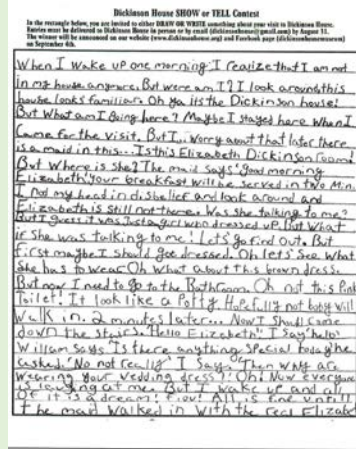 Dickinson House SHOW or TELL Contest
In the rectangle below, you are invited to either DRAW OR WRITE something about your visit to Dickinson House.
Entries must be delivered to Dickinson House in person or by email (dickinsonhouse@gmail.com) by August 31.
The winner will be announced on our website (www.dickinsonhouse.org) and Facebook page (dickinsonhousemuseum)
on September 6th.
When I wake up one morning I realize that I am not
in my house anymore. But were am I? I look around this
house looks familiar. Oh ya its the Dickinson house!
But what am I doing here? Maybe I stayed here when I
Came for the visit. But I... Worry about that later there
is a maid in this... Is this Elizabeth Dickinson room!
But Where is she? The maid says "good morning
Elizabeth" your breakfast will be served in two Min.
I nod my head in disbelief and look around and
Elizabeth is still not there. Was she talking to me?
But I guess it was just a girl who dressed up. But What
if She was talking to me! Lets go find out. But
first maybe I should get dressed. Oh lets See what
She has to wear Oh What about this brown dress.
But now I need to go to the Bathroom. Oh not this Pink
Toilet! It look like a Potty Hopefully not body will
Walk in. 2 minutes later... Now I Should come
down the stairs. "Hello Elizabeth" I say "hello"
William Says Is there anything Special today he
asked. "No not really" I Say. Then why are
Wearing Your Vedding dress?! Oh! Now everyone
is laughing at me. But I wake up and all
Of it is a dream! fiov! All is fine untill
the maid walked in with the real Elizabe